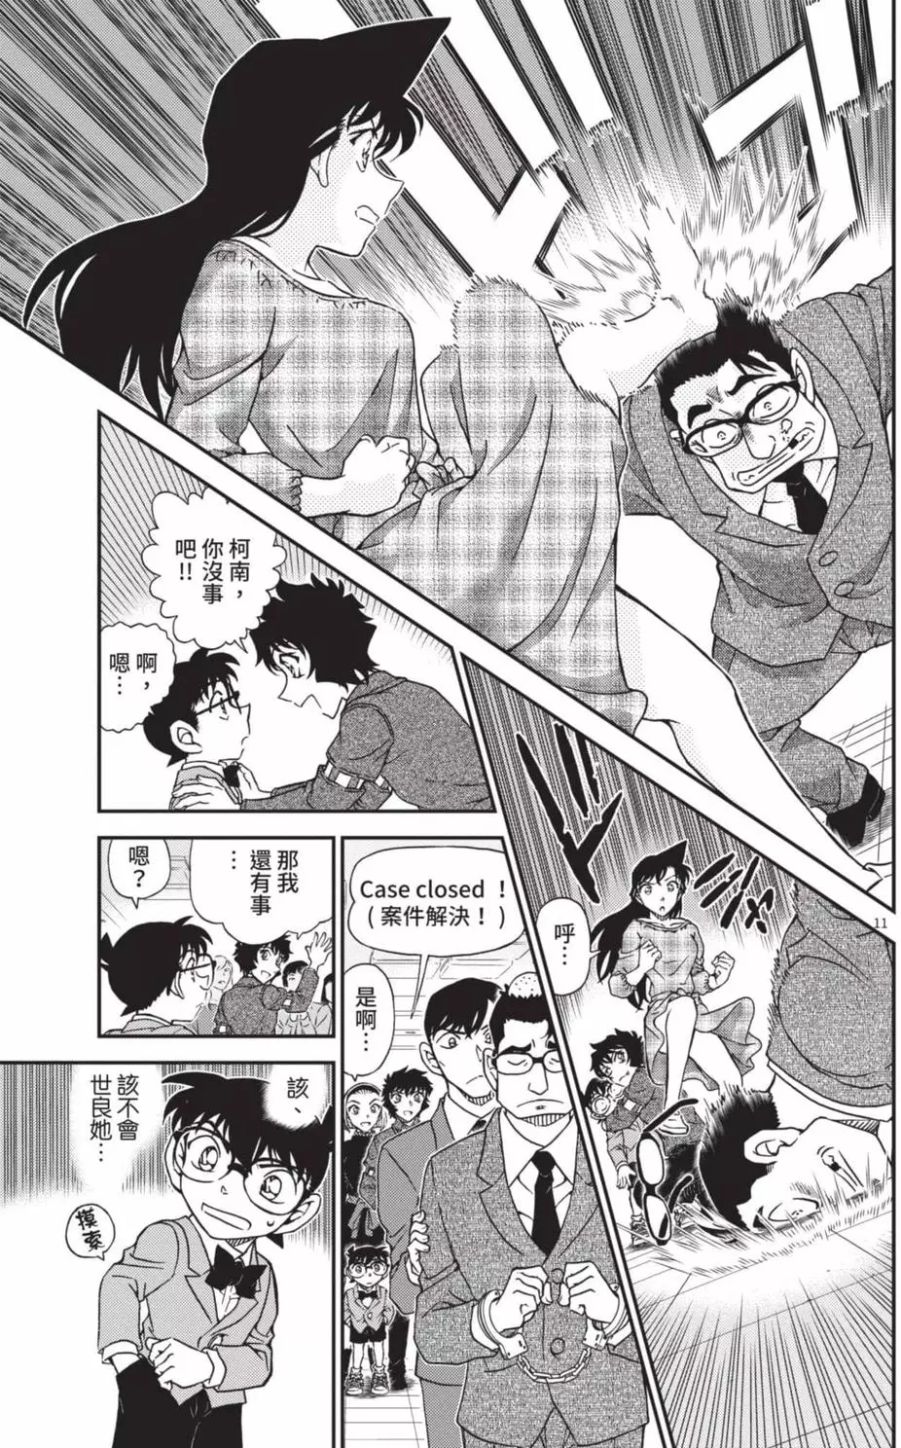 柯南，
你沒事
吧!!
啊，
嗯…
呼…
11
Case closed ！
( 案件解決！ )
是啊…
那我
還有事
…
嗯？
該、
該不會
世良她…
摸索